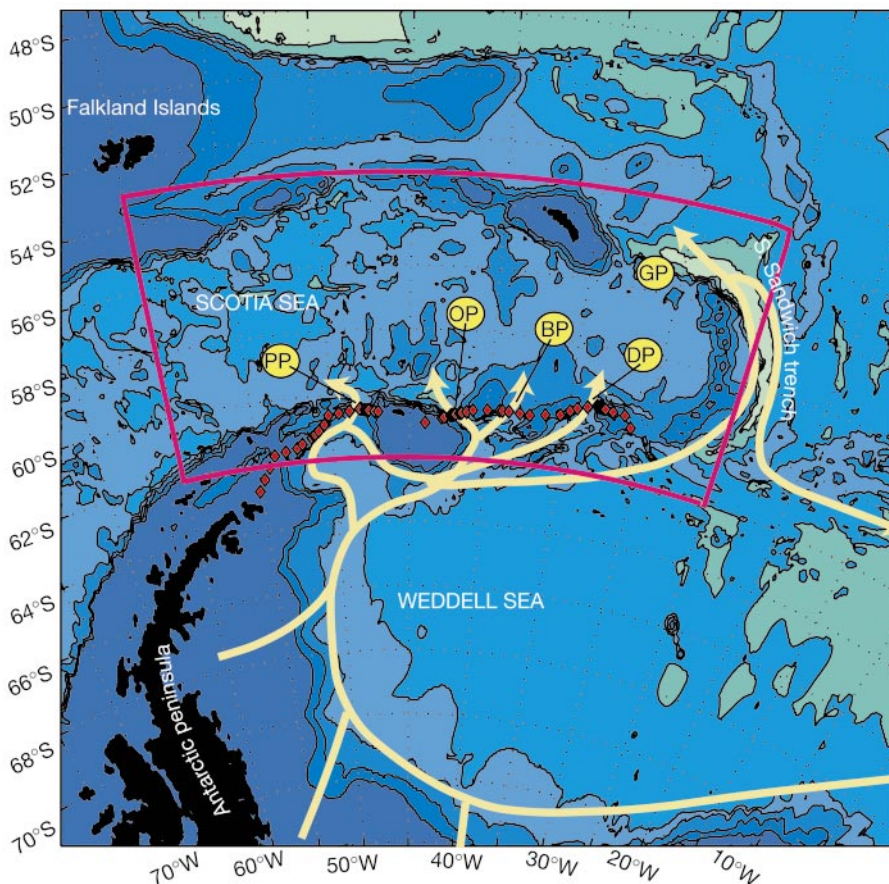 48°S
50°S
52°S
54°S
56°S
58°S
60°S
62°S
64°S
66°S
68°S
70°S
Falkland Islands
SCOTIA SEA
PP
OP
BP
DP
GP
S. Sandwich trench
WEDDELL SEA
Antarctic peninsula
70°W
60°W
50°W
40°W
30°W
20°W
10°W